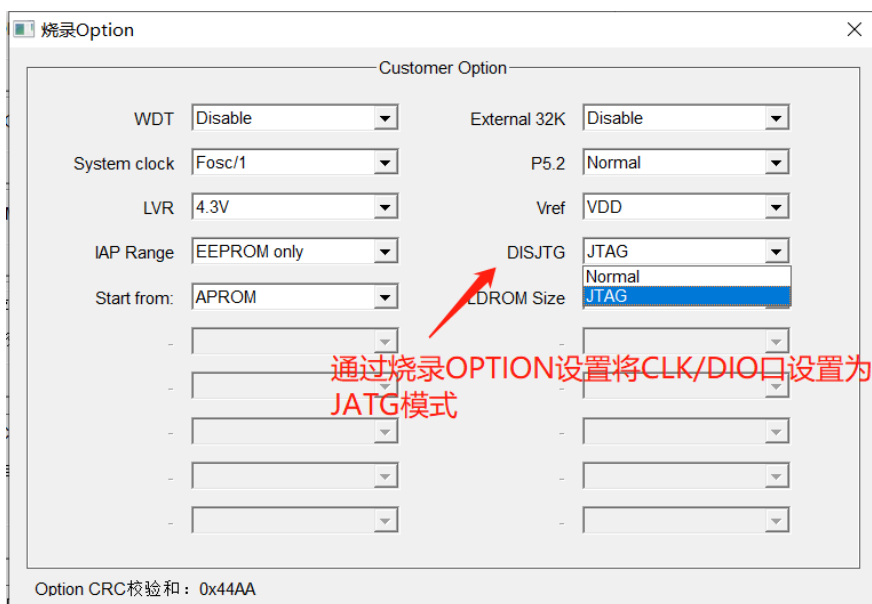 烧录Option
Customer Option
WDT Disable External 32K Disable
System clock Fosc/1 P5.2 Normal
LVR 4.3V Vref VDD
IAP Range EEPROM only DISJTG JTAG
Normal
Start from: APROM LDROM Size JTAG
通过烧录OPTION设置将CLK/DIO口设置为
JATG模式
Option CRC校验和：0x44AA